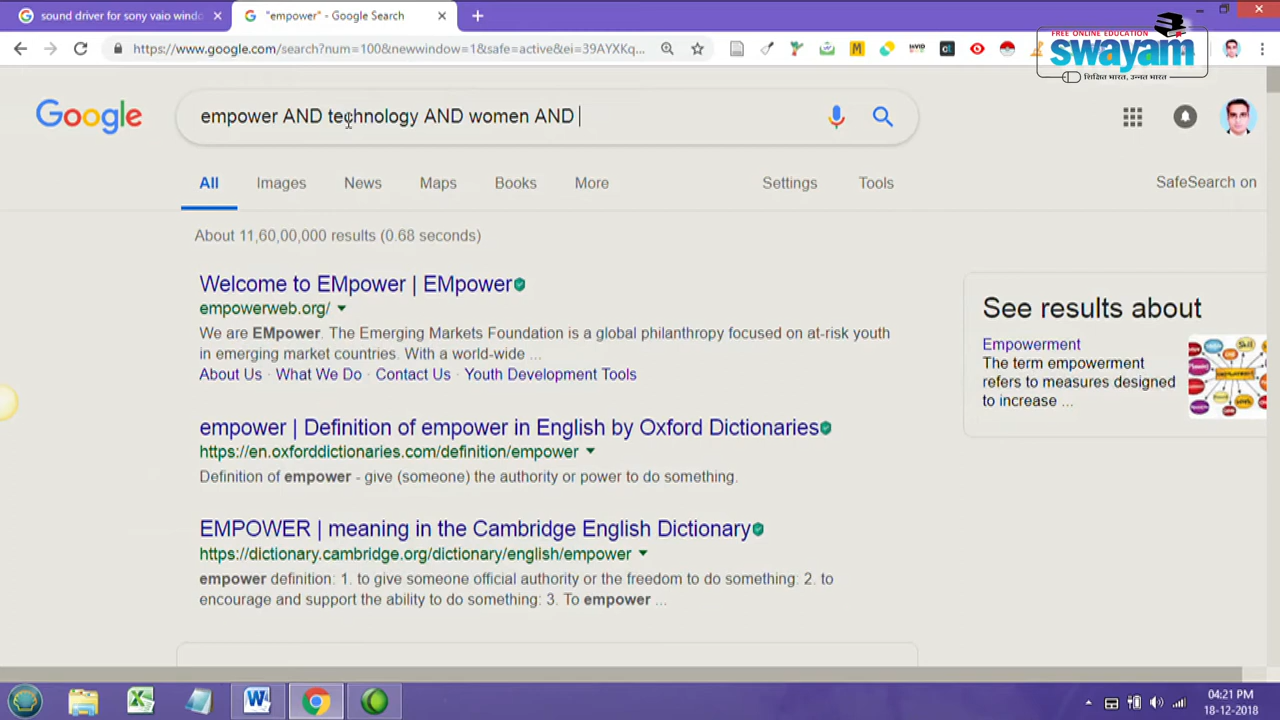 sound driver for sony vaio windo
"empower" - Google Search
https://www.google.com/search?num=100&newwindow=1&safe=active&ei=39AYXKq...
FREE ONLINE EDUCATION
swayam
शिक्षित भारत, उन्नत भारत
Google
empower AND technology AND women AND
All Images News Maps Books More Settings Tools SafeSearch on
About 11,60,00,000 results (0.68 seconds)
Welcome to EMpower | EMpower
empowerweb.org/
We are EMpower. The Emerging Markets Foundation is a global philanthropy focused on at-risk youth
in emerging market countries. With a world-wide ...
About Us · What We Do · Contact Us · Youth Development Tools
See results about
Empowerment
The term empowerment
refers to measures designed
to increase ...
empower | Definition of empower in English by Oxford Dictionaries
https://en.oxforddictionaries.com/definition/empower
Definition of empower - give (someone) the authority or power to do something.
EMPOWER | meaning in the Cambridge English Dictionary
https://dictionary.cambridge.org/dictionary/english/empower
empower definition: 1. to give someone official authority or the freedom to do something: 2. to
encourage and support the ability to do something: 3. To empower ...
04:21 PM
18-12-2018